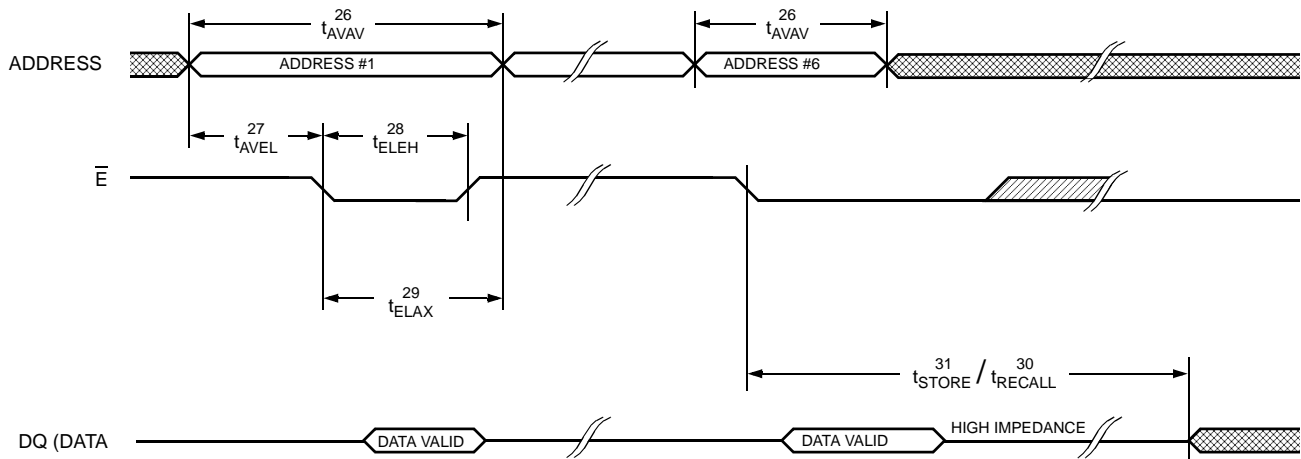 26
tAVAV
26
tAVAV
ADDRESS
ADDRESS #1
ADDRESS #6
27
tAVEL
28
tELEH
E
29
tELAX
31 30
tSTORE / tRECALL
HIGH IMPEDANCE
DQ (DATA
DATA VALID
DATA VALID